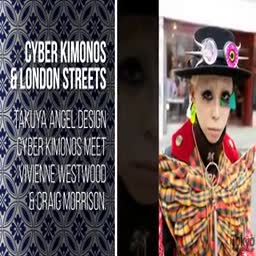 CYBER KIMONOS
& LONDON STREETS
TAKUYA ANGEL DESIGN
CYBER KIMONOS MEET
VIVIENNE WESTWOOD
& CRAIG MORRISON.